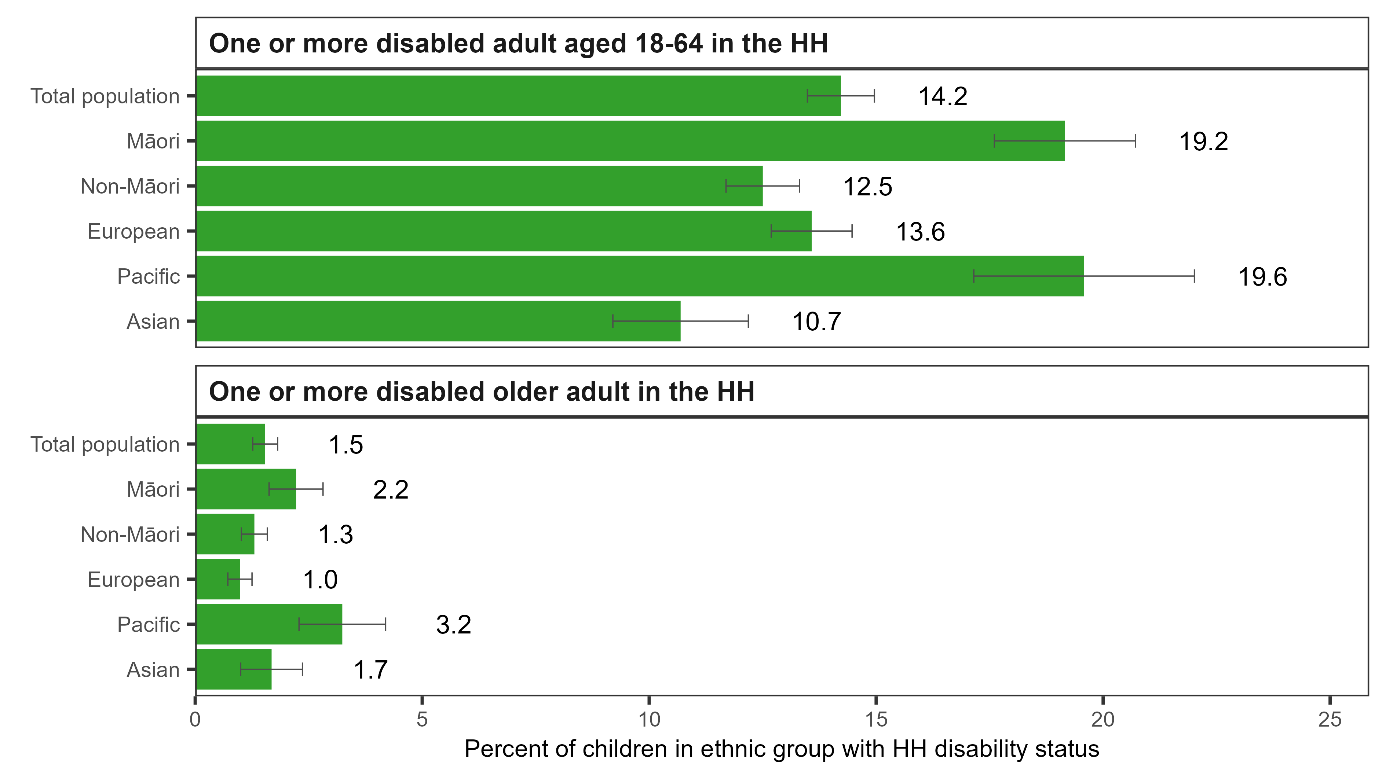 One or more disabled adult aged 18-64 in the HH
Total population 14.2
Māori 19.2
Non-Māori 12.5
European 13.6
Pacific 19.6
Asian 10.7
One or more disabled older adult in the HH
Total population 1.5
Māori 2.2
Non-Māori 1.3
European 1.0
Pacific 3.2
Asian 1.7
0 5 10 15 20 25
Percent of children in ethnic group with HH disability status